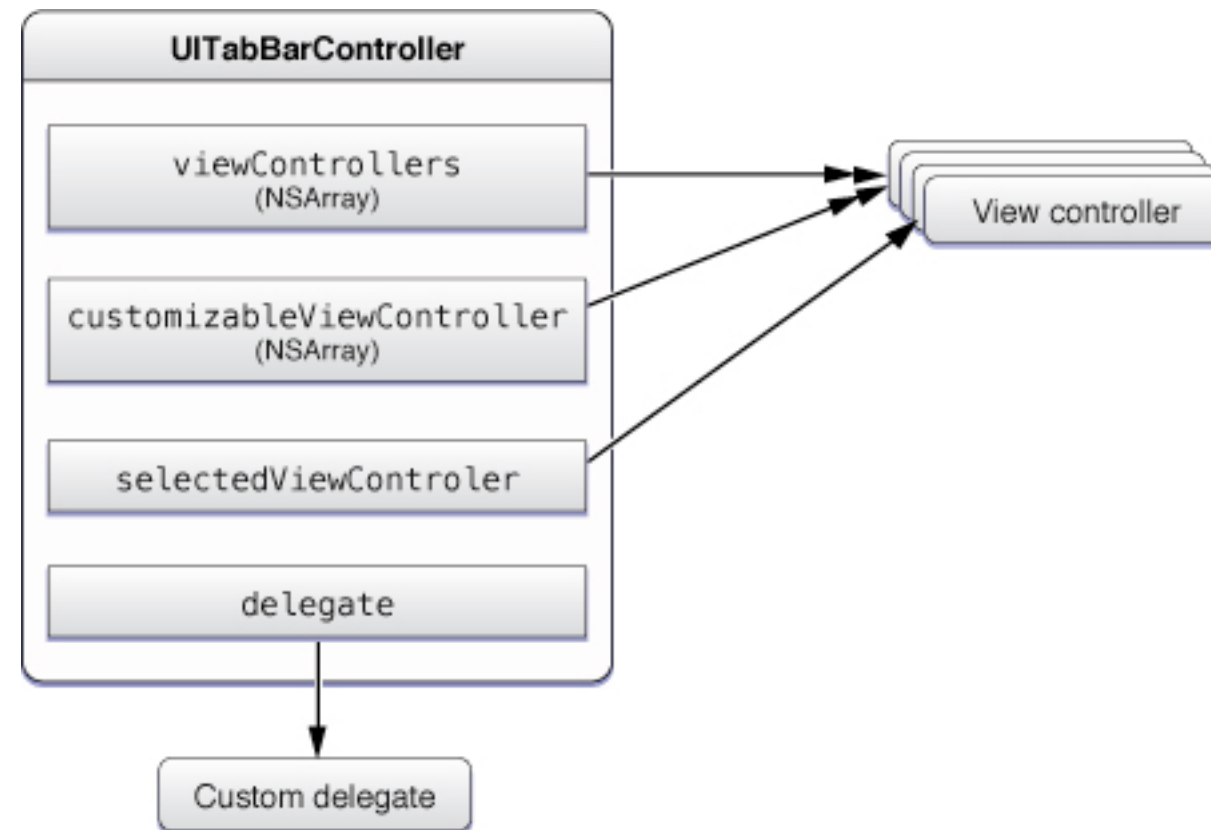 UITabBarController
viewControllers
(NSArray)
View controller
customizableViewController
(NSArray)
selectedViewControler
delegate
Custom delegate